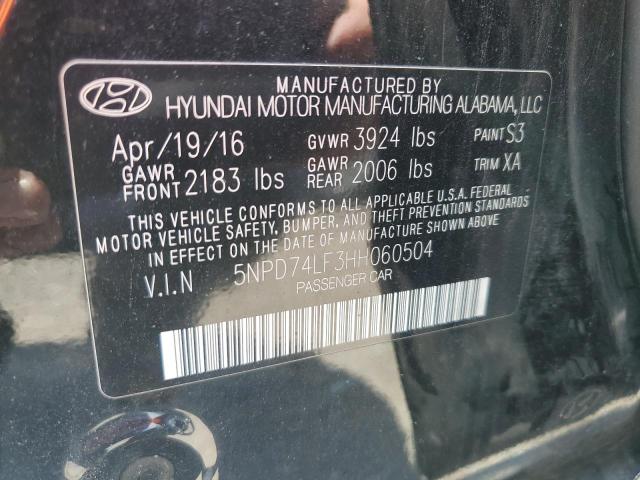 MANUFACTURED BY
HYUNDAI MOTOR MANUFACTURING ALABAMA, LLC
Apr/19/16 GVWR 3924 lbs PAINT S3
GAWR FRONT 2183 lbs GAWR REAR 2006 lbs TRIM XA
THIS VEHICLE CONFORMS TO ALL APPLICABLE U.S.A. FEDERAL
MOTOR VEHICLE SAFETY, BUMPER, AND THEFT PREVENTION STANDARDS
IN EFFECT ON THE DATE OF MANUFACTURE SHOWN ABOVE
V.I.N 5NPD74LF3HH060504
PASSENGER CAR